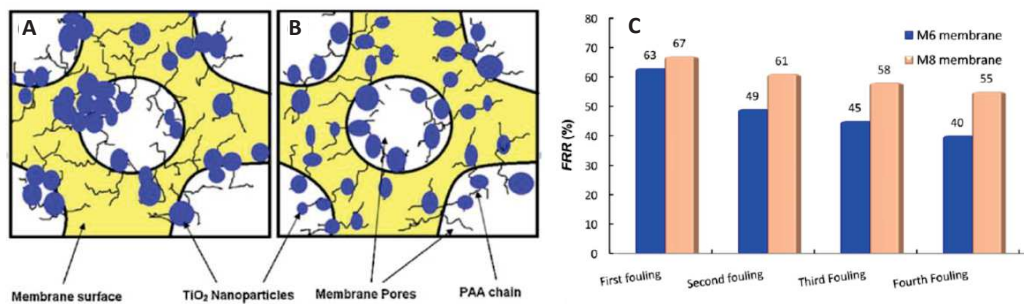 A
B
Membrane surface
TiO₂ Nanoparticles
Membrane Pores
PAA chain
C
M6 membrane
M8 membrane
FRR (%)
80
70
60
50
40
30
20
10
0
63
67
49
61
45
58
40
55
First fouling
Second fouling
Third Fouling
Fourth Fouling